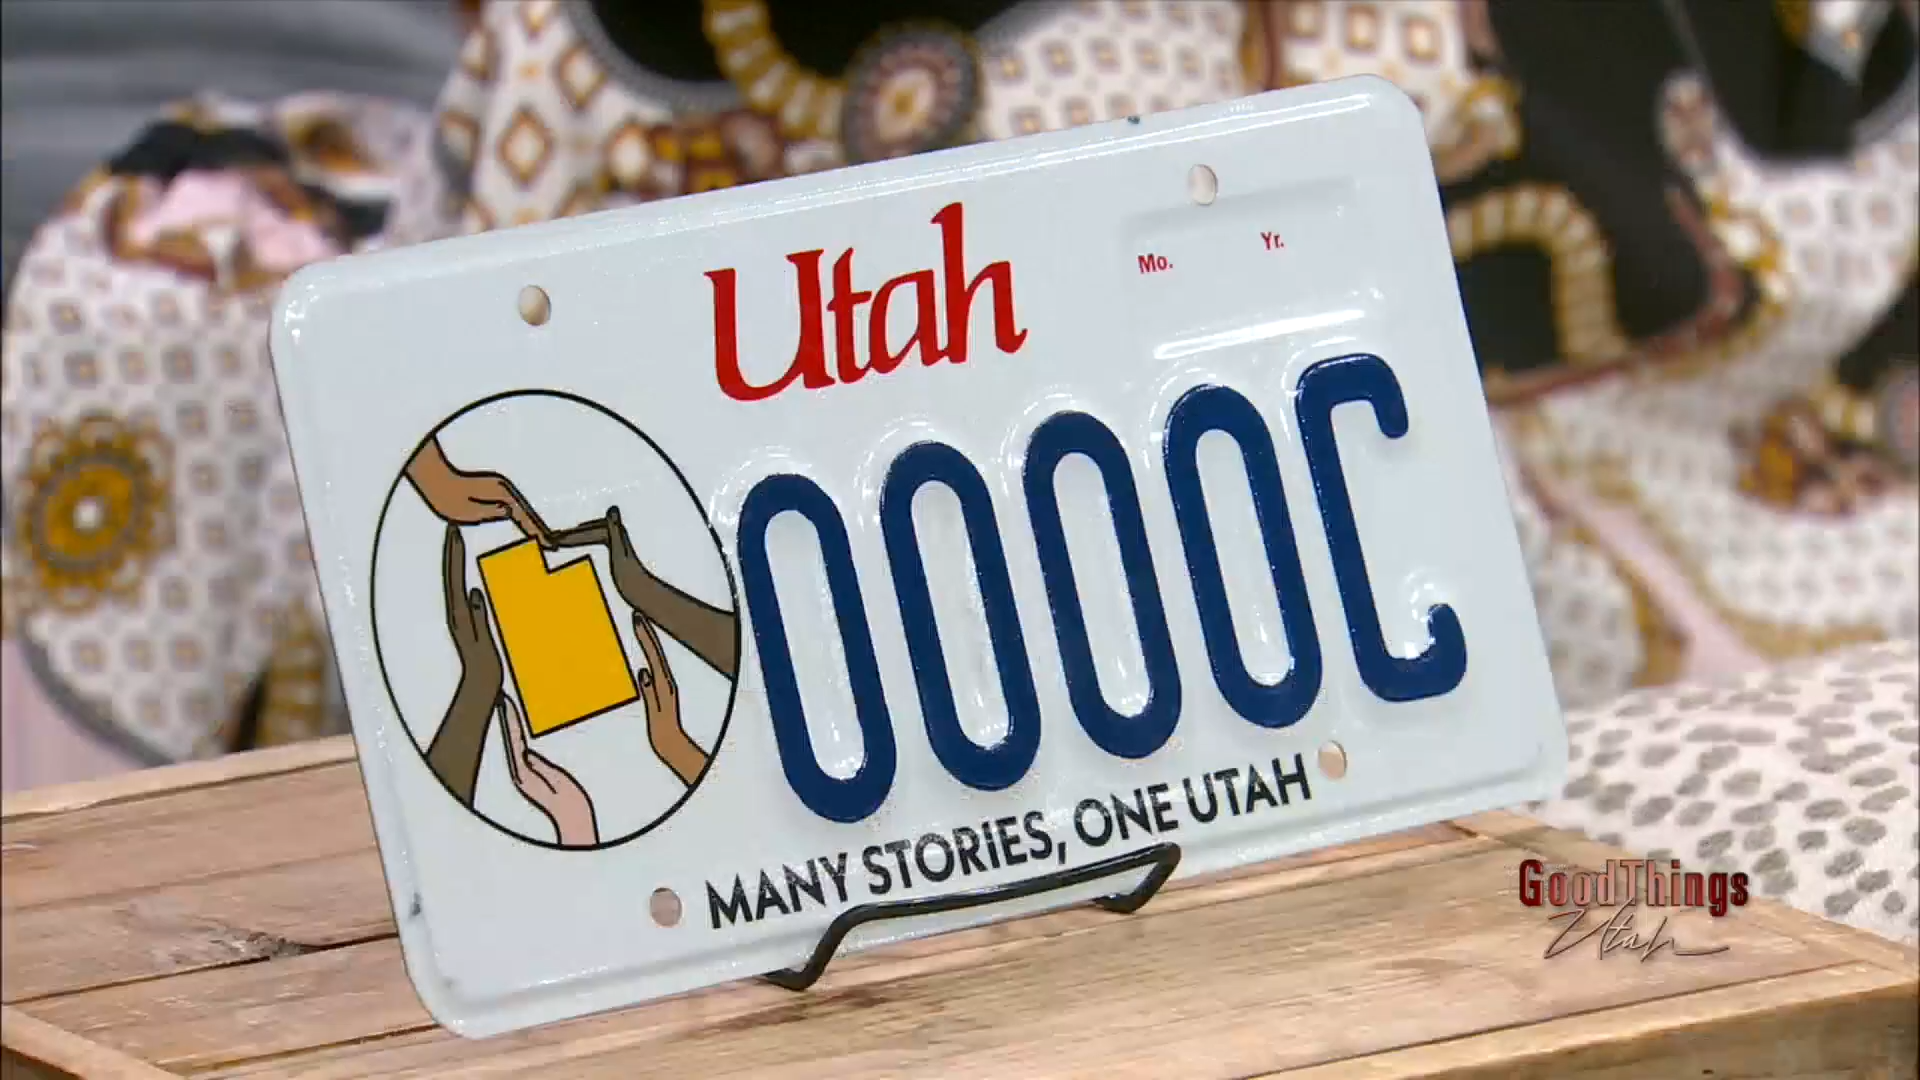 Utah
Mo. Yr.
0000C
MANY STORIES, ONE UTAH
GoodThings
Utah